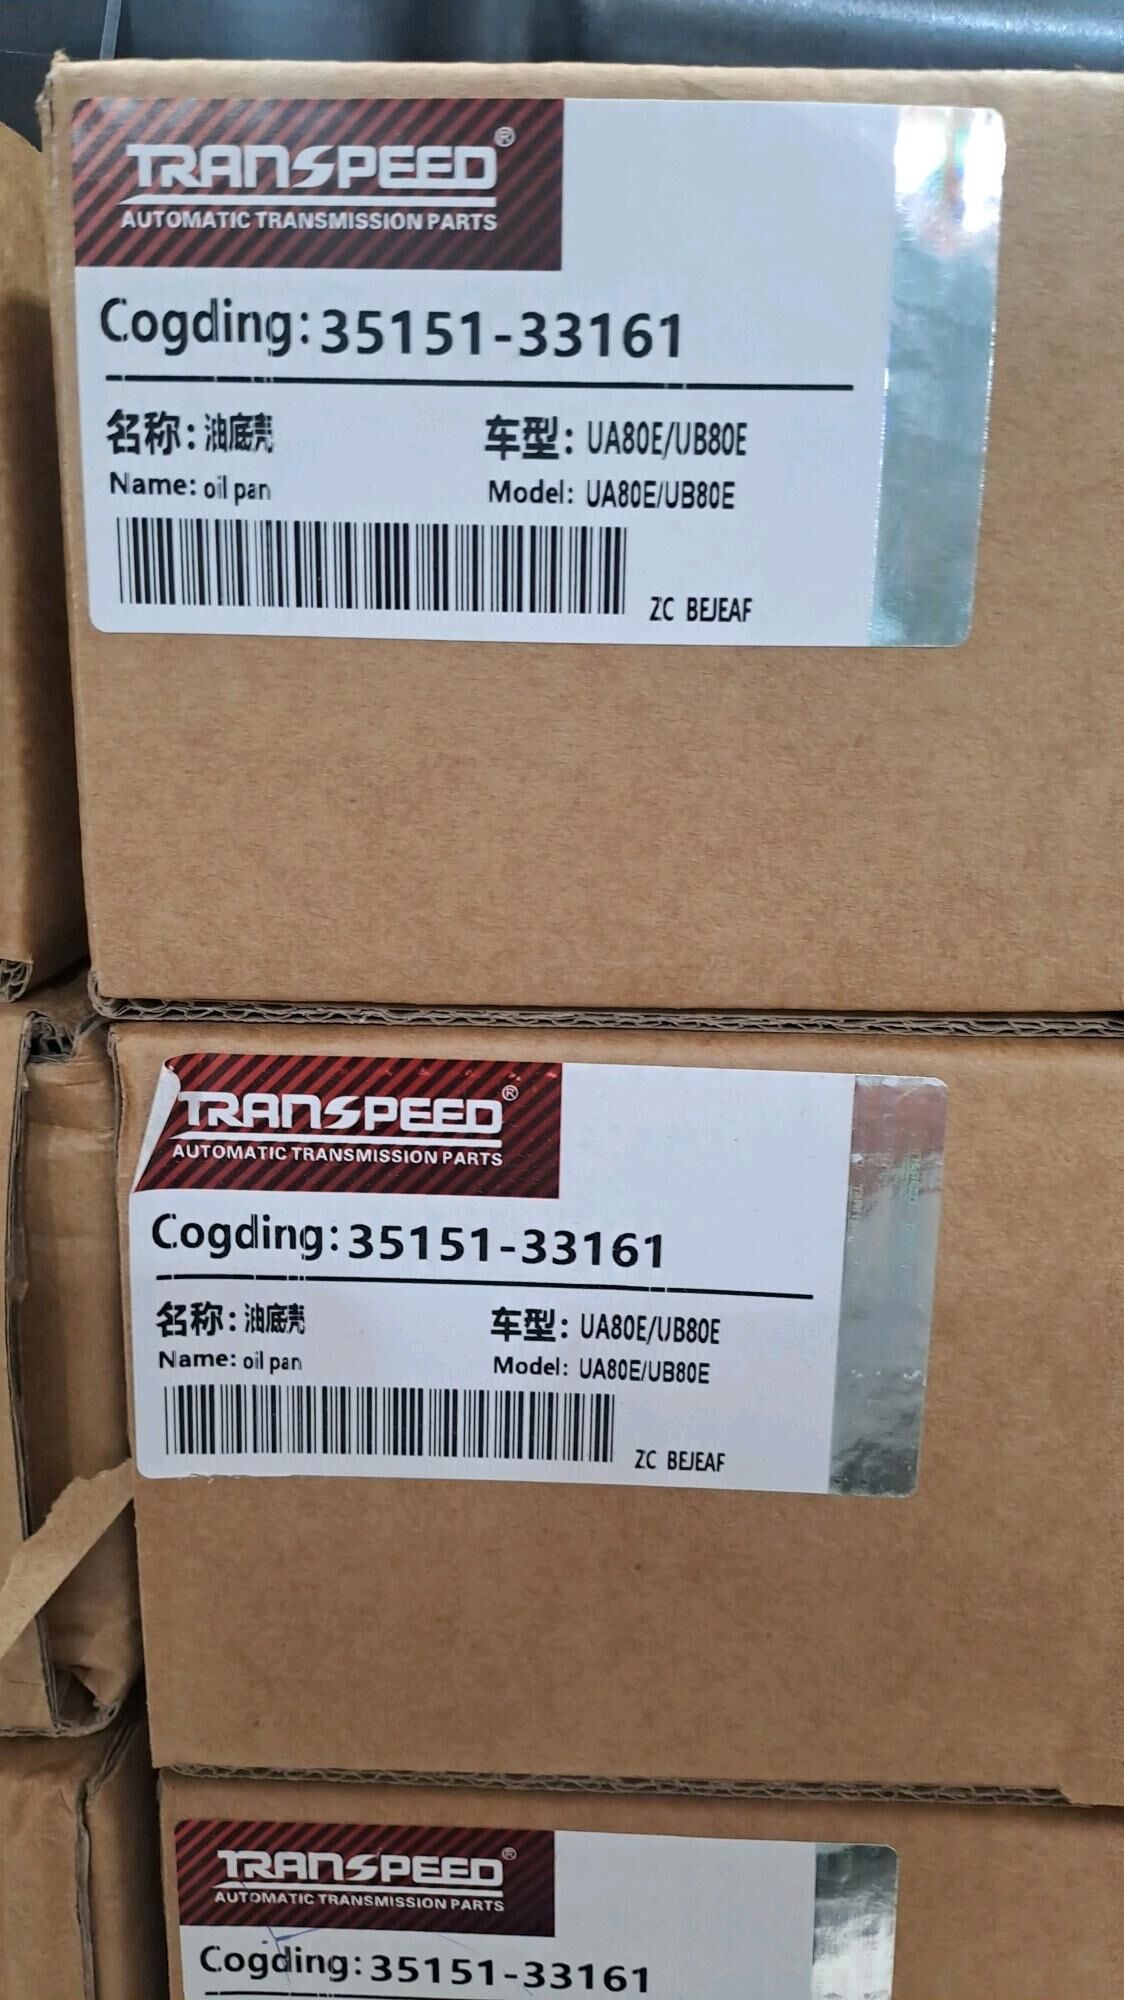 TRANSPEED®
AUTOMATIC TRANSMISSION PARTS
Cogding: 35151-33161
名称: 油底壳
车型: UA80E/UB80E
Name: oil pan
Model: UA80E/UB80E
ZC BEJEAF
TRANSPEED®
AUTOMATIC TRANSMISSION PARTS
Cogding: 35151-33161
名称: 油底壳
车型: UA80E/UB80E
Name: oil pan
Model: UA80E/UB80E
ZC BEJEAF
TRANSPEED®
AUTOMATIC TRANSMISSION PARTS
Cogding: 35151-33161